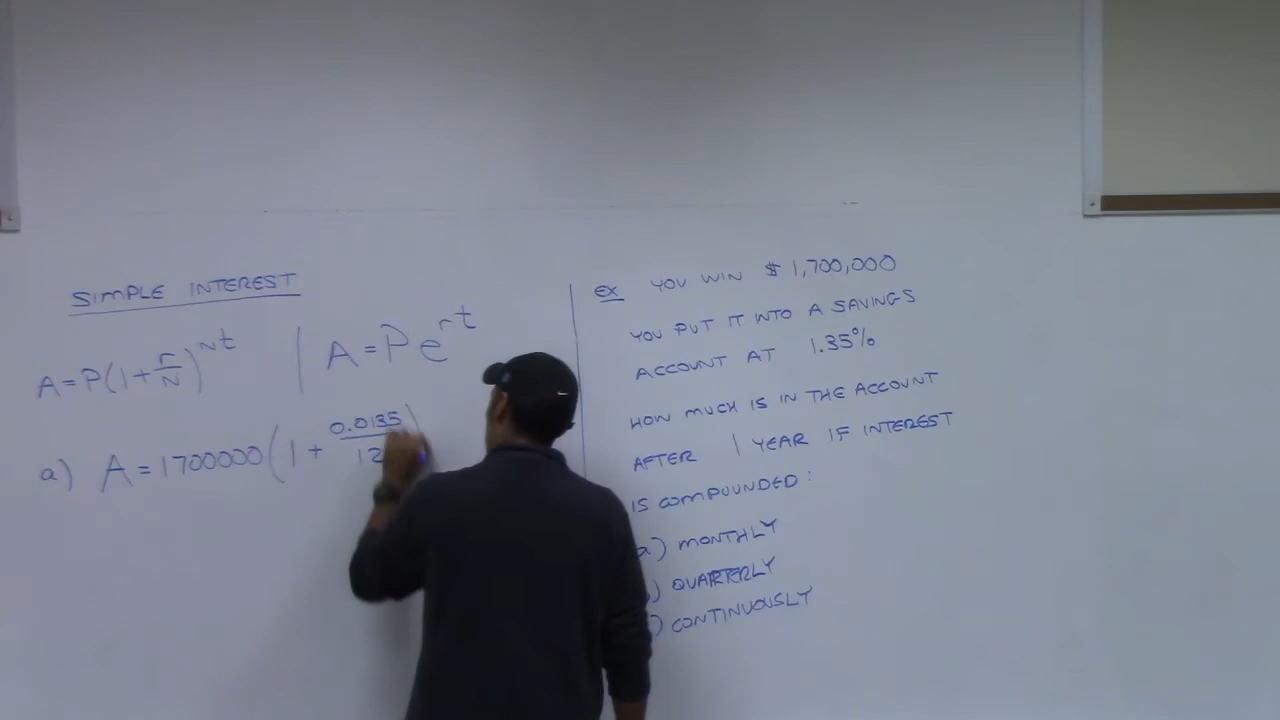 SIMPLE INTEREST
A = P(1 + r/N)^Nt | A = Pe^rt
a) A = 1700000(1 + 0.0135/12)
ex YOU WIN $ 1,700,000
YOU PUT IT INTO A SAVINGS
ACCOUNT AT 1.35%
HOW MUCH IS IN THE ACCOUNT
AFTER 1 YEAR IF INTEREST
IS COMPOUNDED:
a) MONTHLY
) QUARTERLY
) CONTINUOUSLY